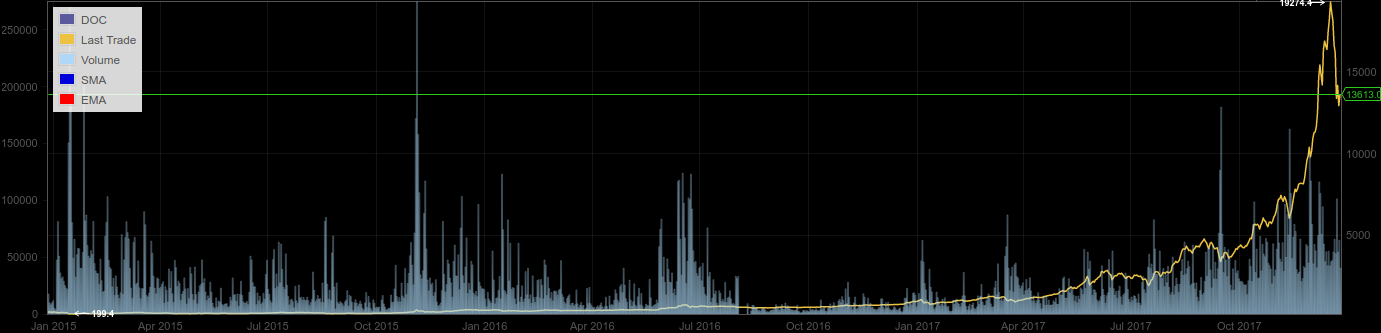 19274.4
250000
200000
150000
100000
50000
0
DOC
Last Trade
Volume
SMA
EMA
15000
13613.0
10000
5000
199.4
Jan 2015
Apr 2015
Jul 2015
Oct 2015
Jan 2016
Apr 2016
Jul 2016
Oct 2016
Jan 2017
Apr 2017
Jul 2017
Oct 2017